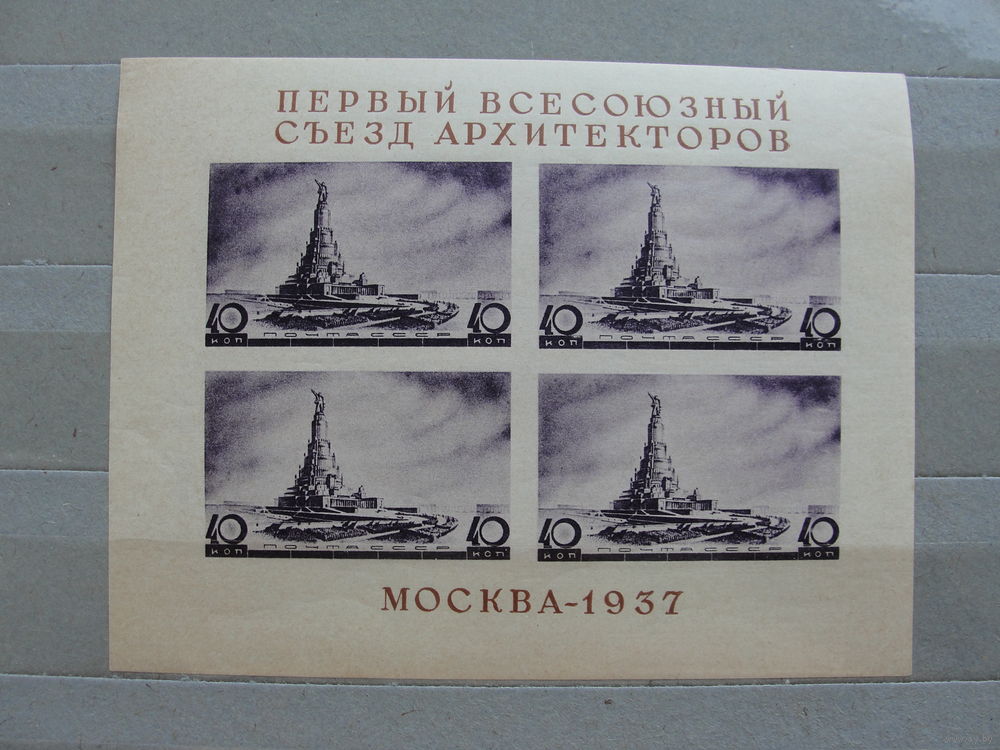 ПЕРВЫЙ ВСЕСОЮЗНЫЙ
СЪЕЗД АРХИТЕКТОРОВ
40 40 40 40
КОП ПОЧТА СССР КОП КОП ПОЧТА СССР КОП
40 40 40 40
КОП ПОЧТА СССР КОП КОП ПОЧТА СССР КОП
МОСКВА-1937